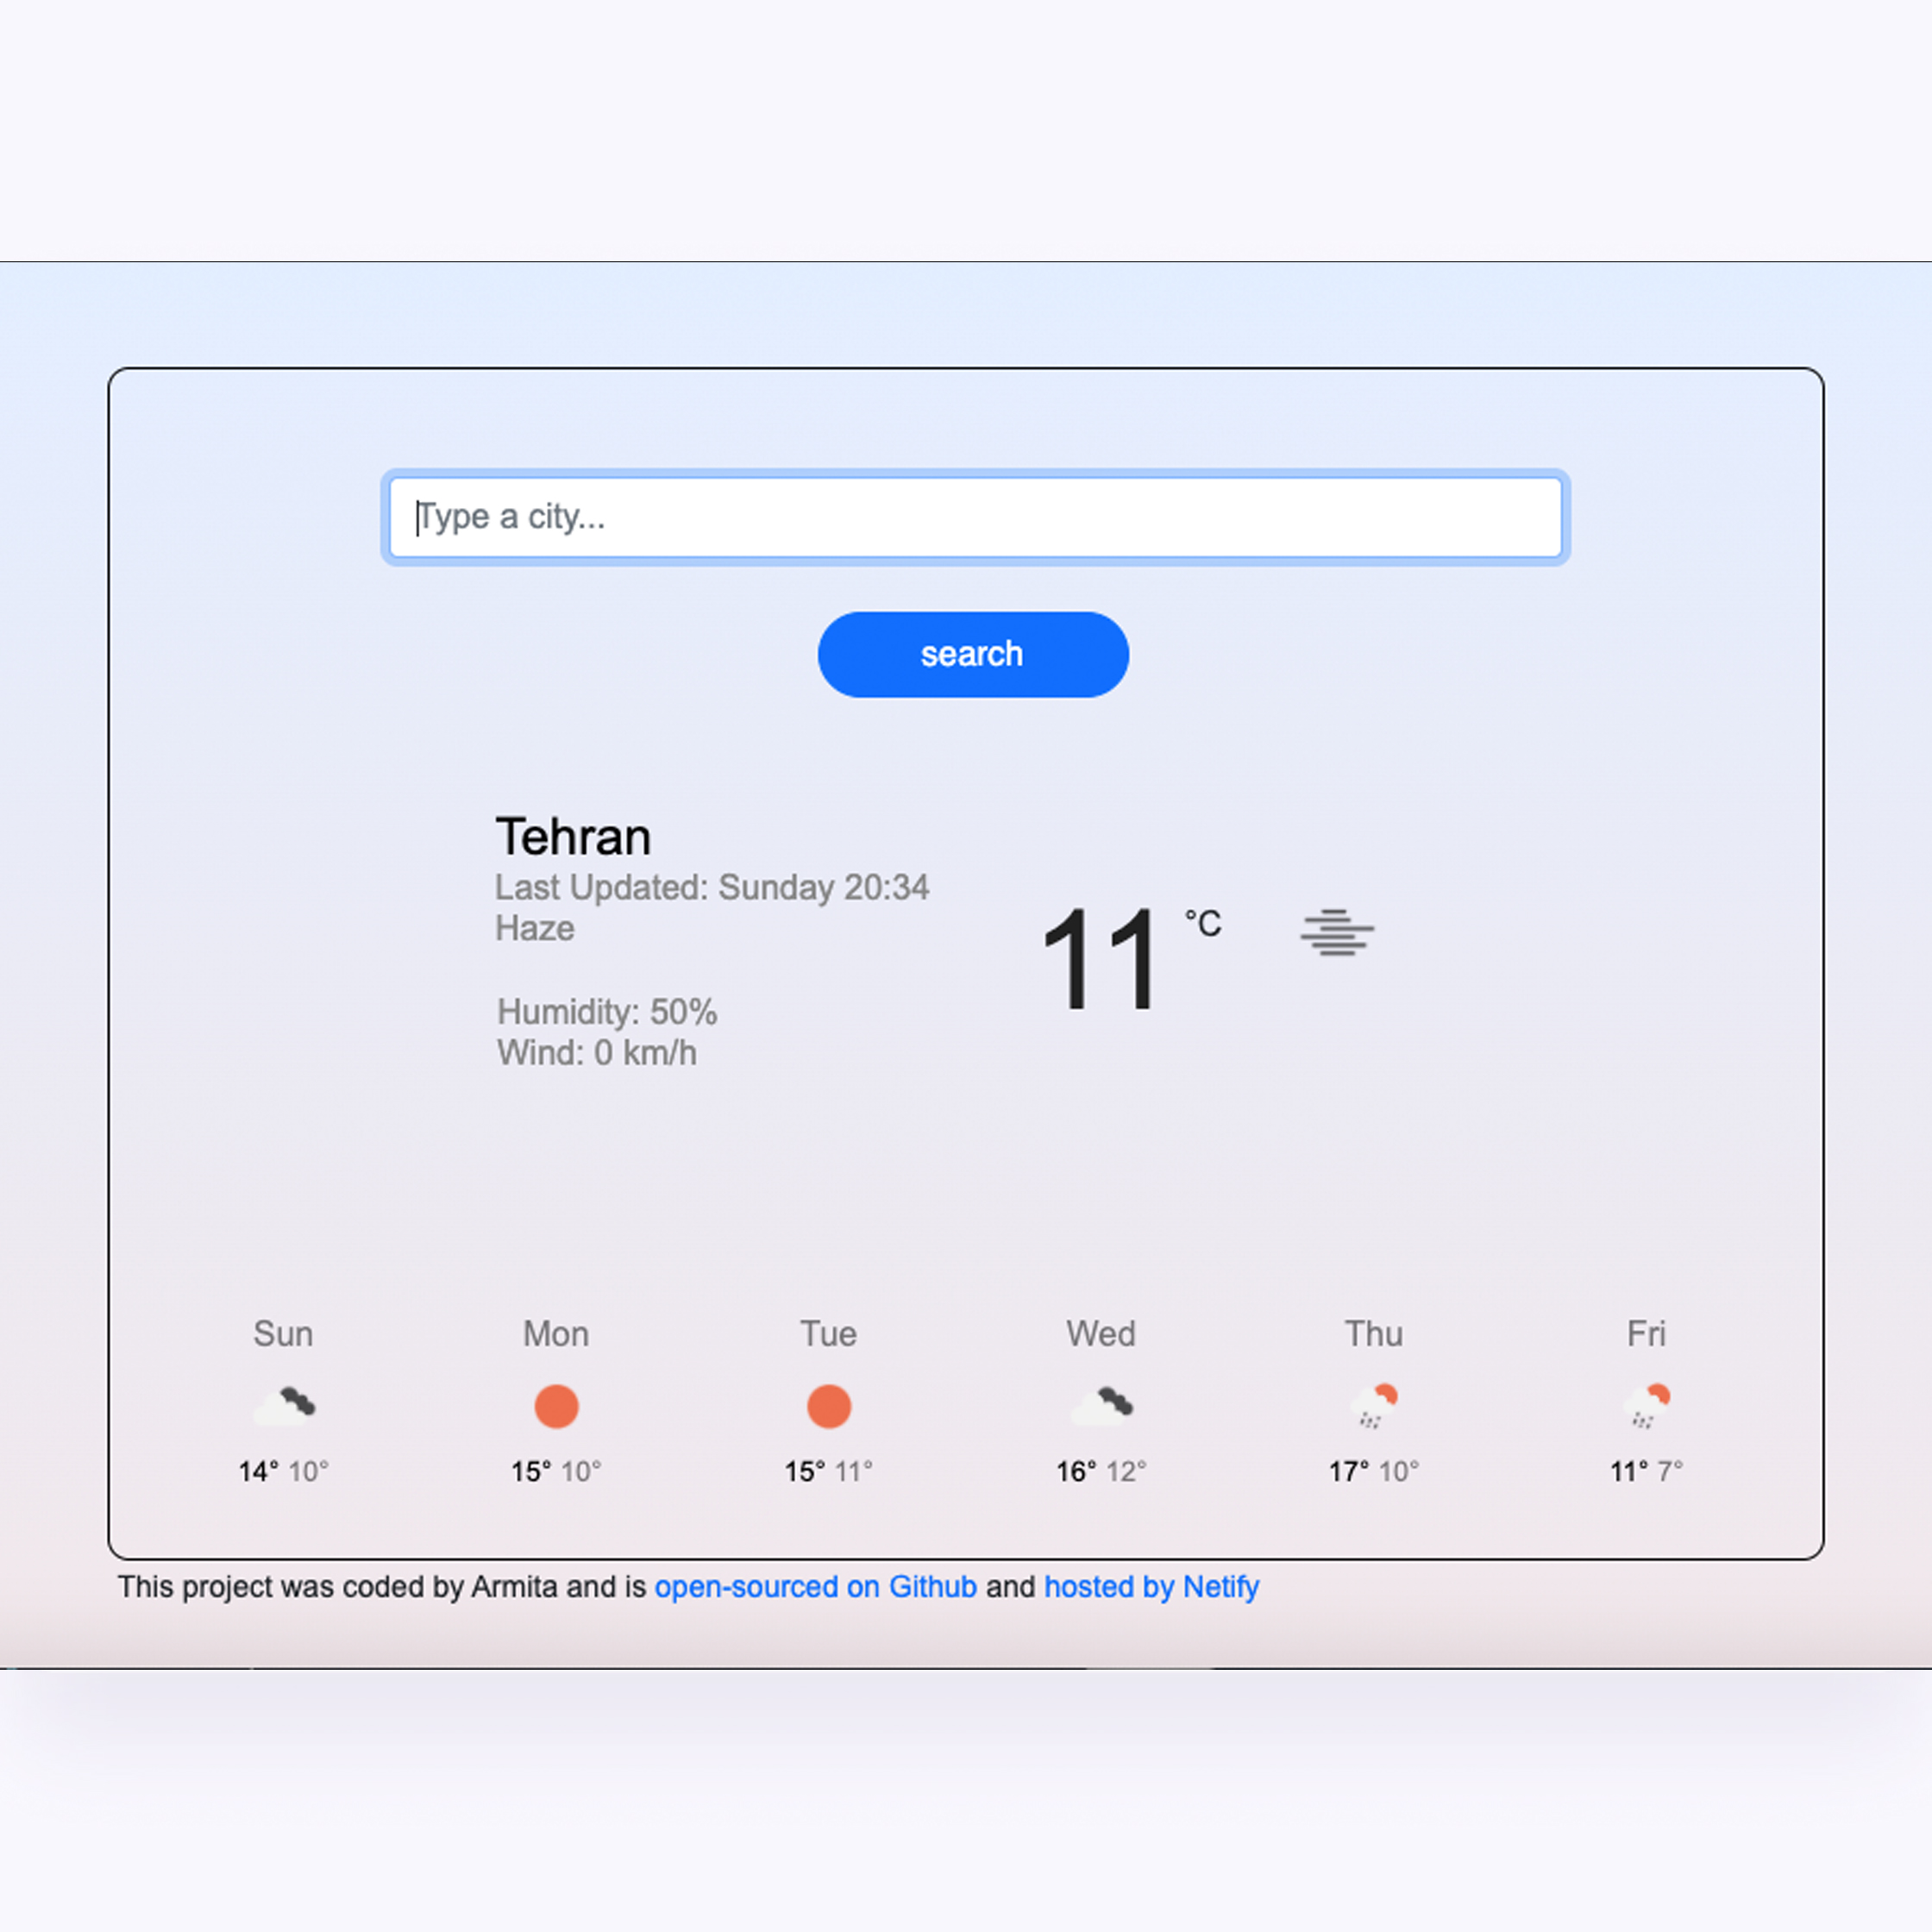 Type a city...
search
Tehran
Last Updated: Sunday 20:34
Haze
11 °C
Humidity: 50%
Wind: 0 km/h
Sun Mon Tue Wed Thu Fri
14° 10° 15° 10° 15° 11° 16° 12° 17° 10° 11° 7°
This project was coded by Armita and is open-sourced on Github and hosted by Netify